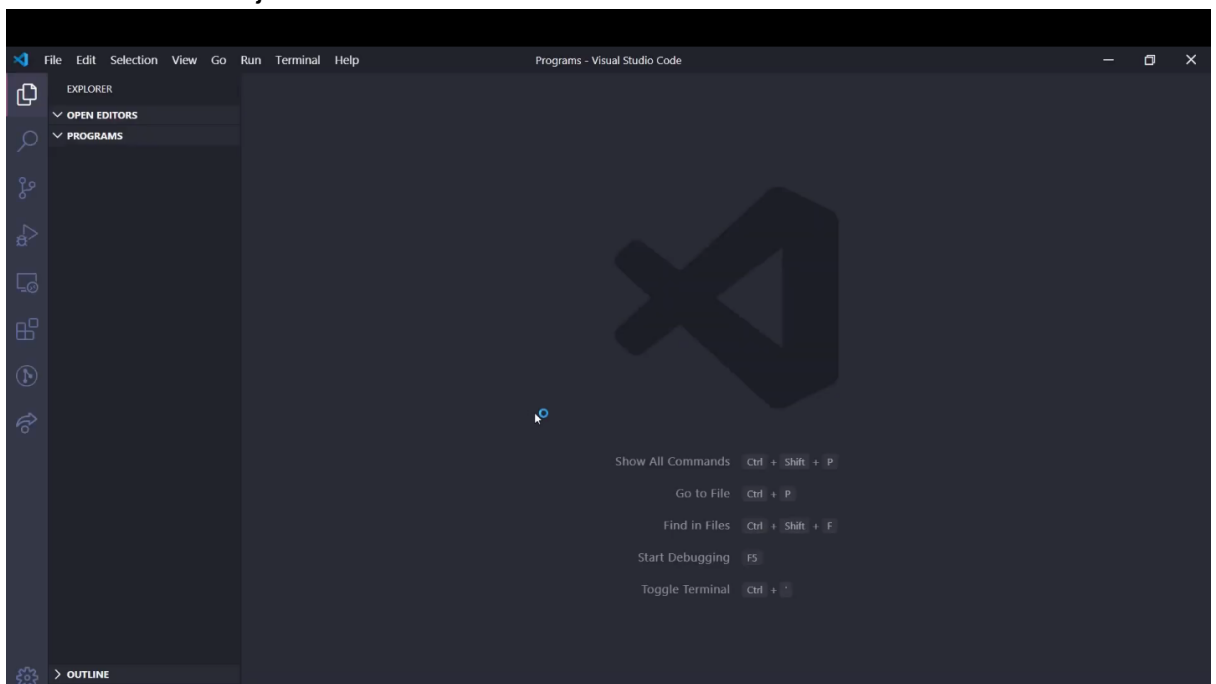 File Edit Selection View Go Run Terminal Help
Programs - Visual Studio Code
EXPLORER
OPEN EDITORS
PROGRAMS
Show All Commands Ctrl + Shift + P
Go to File Ctrl + P
Find in Files Ctrl + Shift + F
Start Debugging F5
Toggle Terminal Ctrl + `
OUTLINE